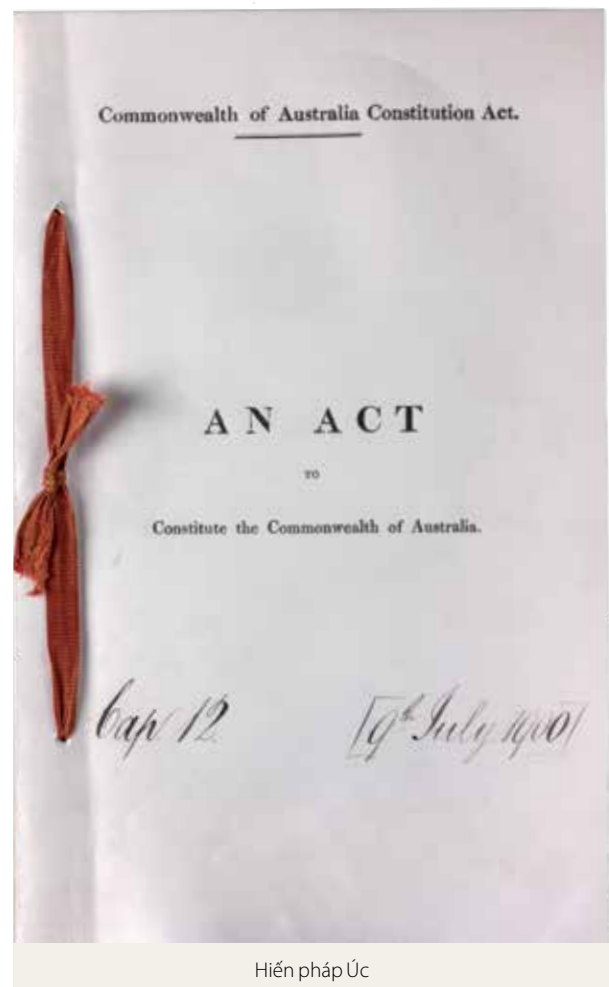 Commonwealth of Australia Constitution Act.
AN ACT
TO
Constitute the Commonwealth of Australia.
Cap 12 [9th July 1900]
Hiến pháp Úc